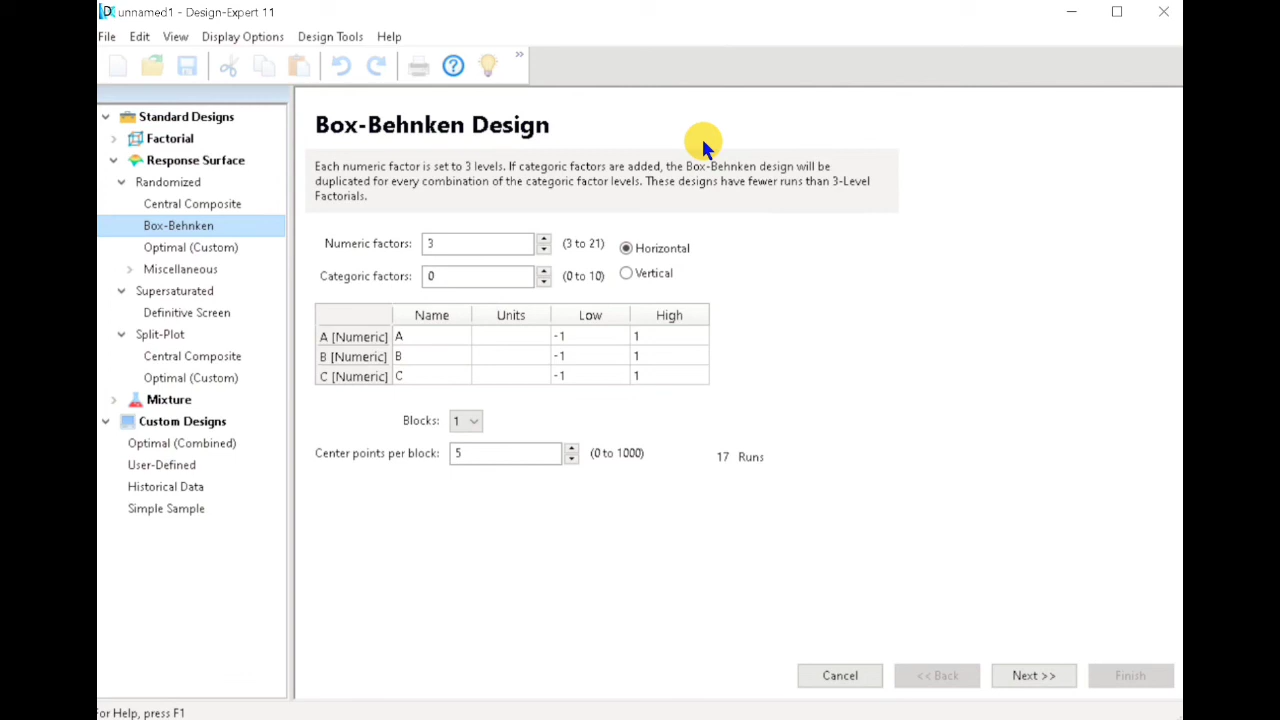 unnamed1 - Design-Expert 11
File Edit View Display Options Design Tools Help
»
Standard Designs
Factorial
Response Surface
Randomized
Central Composite
Box-Behnken
Optimal (Custom)
Miscellaneous
Supersaturated
Definitive Screen
Split-Plot
Central Composite
Optimal (Custom)
Mixture
Custom Designs
Optimal (Combined)
User-Defined
Historical Data
Simple Sample
Box-Behnken Design
Each numeric factor is set to 3 levels. If categoric factors are added, the Box-Behnken design will be
duplicated for every combination of the categoric factor levels. These designs have fewer runs than 3-Level
Factorials.
Numeric factors: 3 (3 to 21) Horizontal
Categoric factors: 0 (0 to 10) Vertical
Name Units Low High
A [Numeric] A -1 1
B [Numeric] B -1 1
C [Numeric] C -1 1
Blocks: 1
Center points per block: 5 (0 to 1000) 17 Runs
Cancel << Back Next >> Finish
For Help, press F1